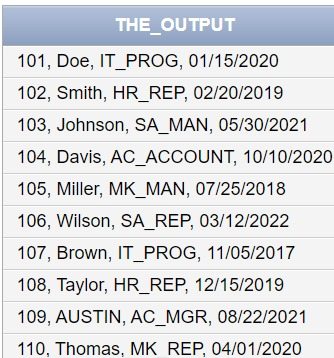 THE_OUTPUT
101, Doe, IT_PROG, 01/15/2020
102, Smith, HR_REP, 02/20/2019
103, Johnson, SA_MAN, 05/30/2021
104, Davis, AC_ACCOUNT, 10/10/2020
105, Miller, MK_MAN, 07/25/2018
106, Wilson, SA_REP, 03/12/2022
107, Brown, IT_PROG, 11/05/2017
108, Taylor, HR_REP, 12/15/2019
109, AUSTIN, AC_MGR, 08/22/2021
110, Thomas, MK_REP, 04/01/2020